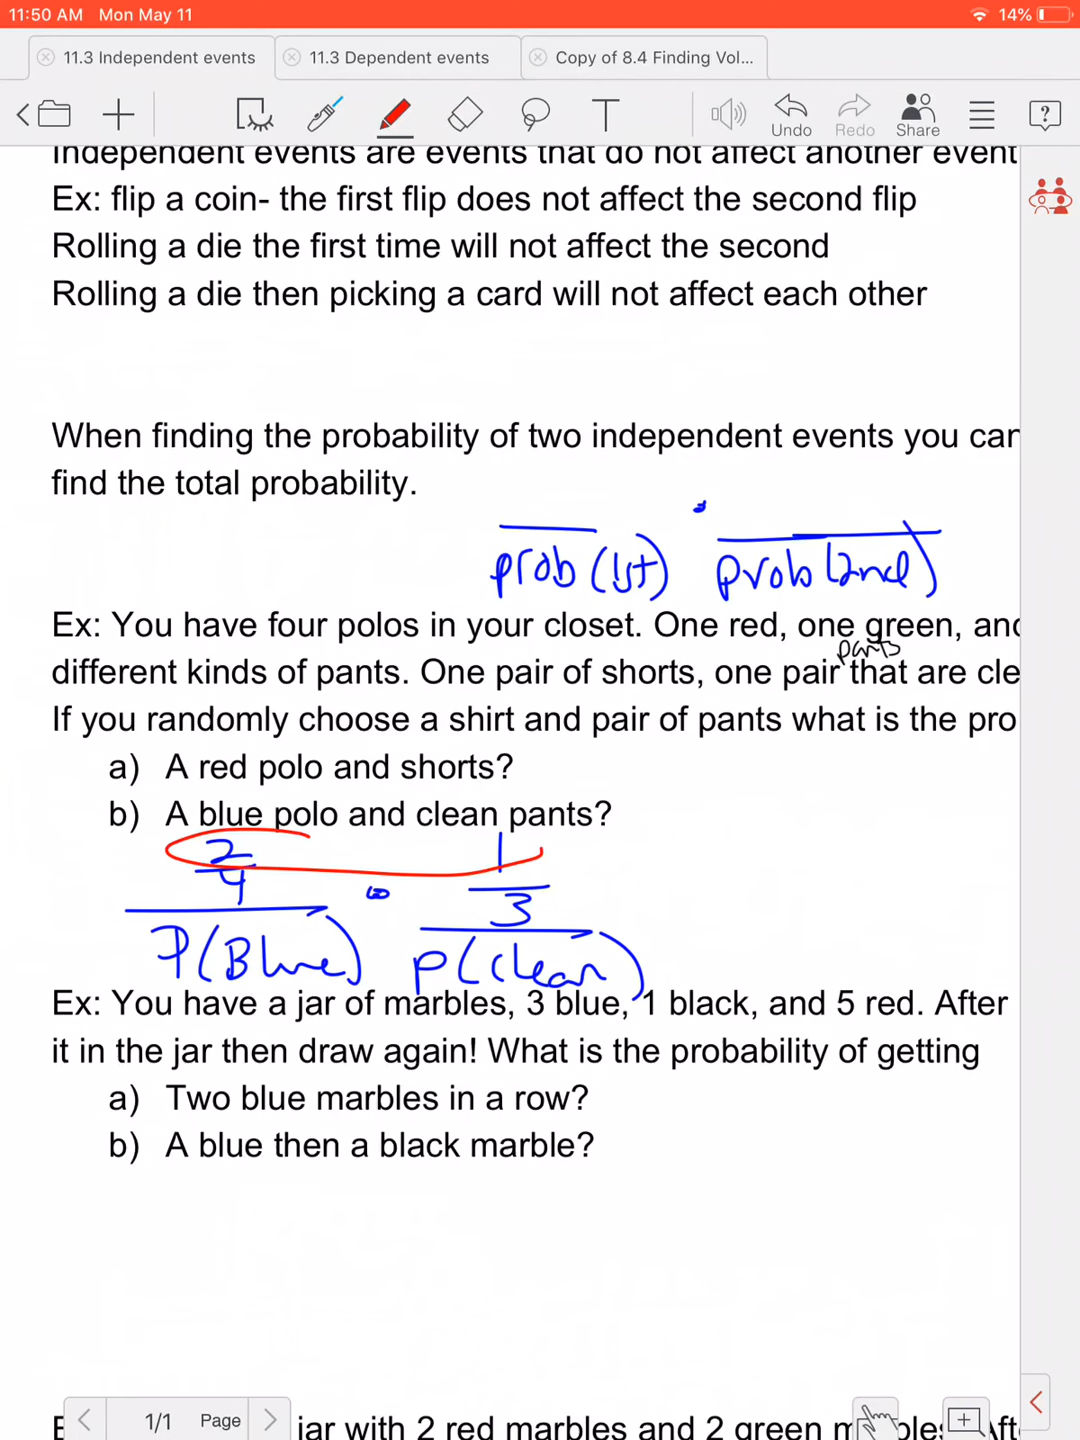 11:50 AM Mon May 11 14%
11.3 Independent events 11.3 Dependent events Copy of 8.4 Finding Vol...
Undo Redo Share
Independent events are events that do not affect another event
Ex: flip a coin- the first flip does not affect the second flip
Rolling a die the first time will not affect the second
Rolling a die then picking a card will not affect each other
When finding the probability of two independent events you can
find the total probability.
prob (1st) prob (2nd)
Ex: You have four polos in your closet. One red, one green, and
pants
different kinds of pants. One pair of shorts, one pair that are cle
If you randomly choose a shirt and pair of pants what is the pro
a) A red polo and shorts?
b) A blue polo and clean pants?
2 1
4 3
P(Blue) P(clean)
Ex: You have a jar of marbles, 3 blue, 1 black, and 5 red. After
it in the jar then draw again! What is the probability of getting
a) Two blue marbles in a row?
b) A blue then a black marble?
1/1 Page jar with 2 red marbles and 2 green